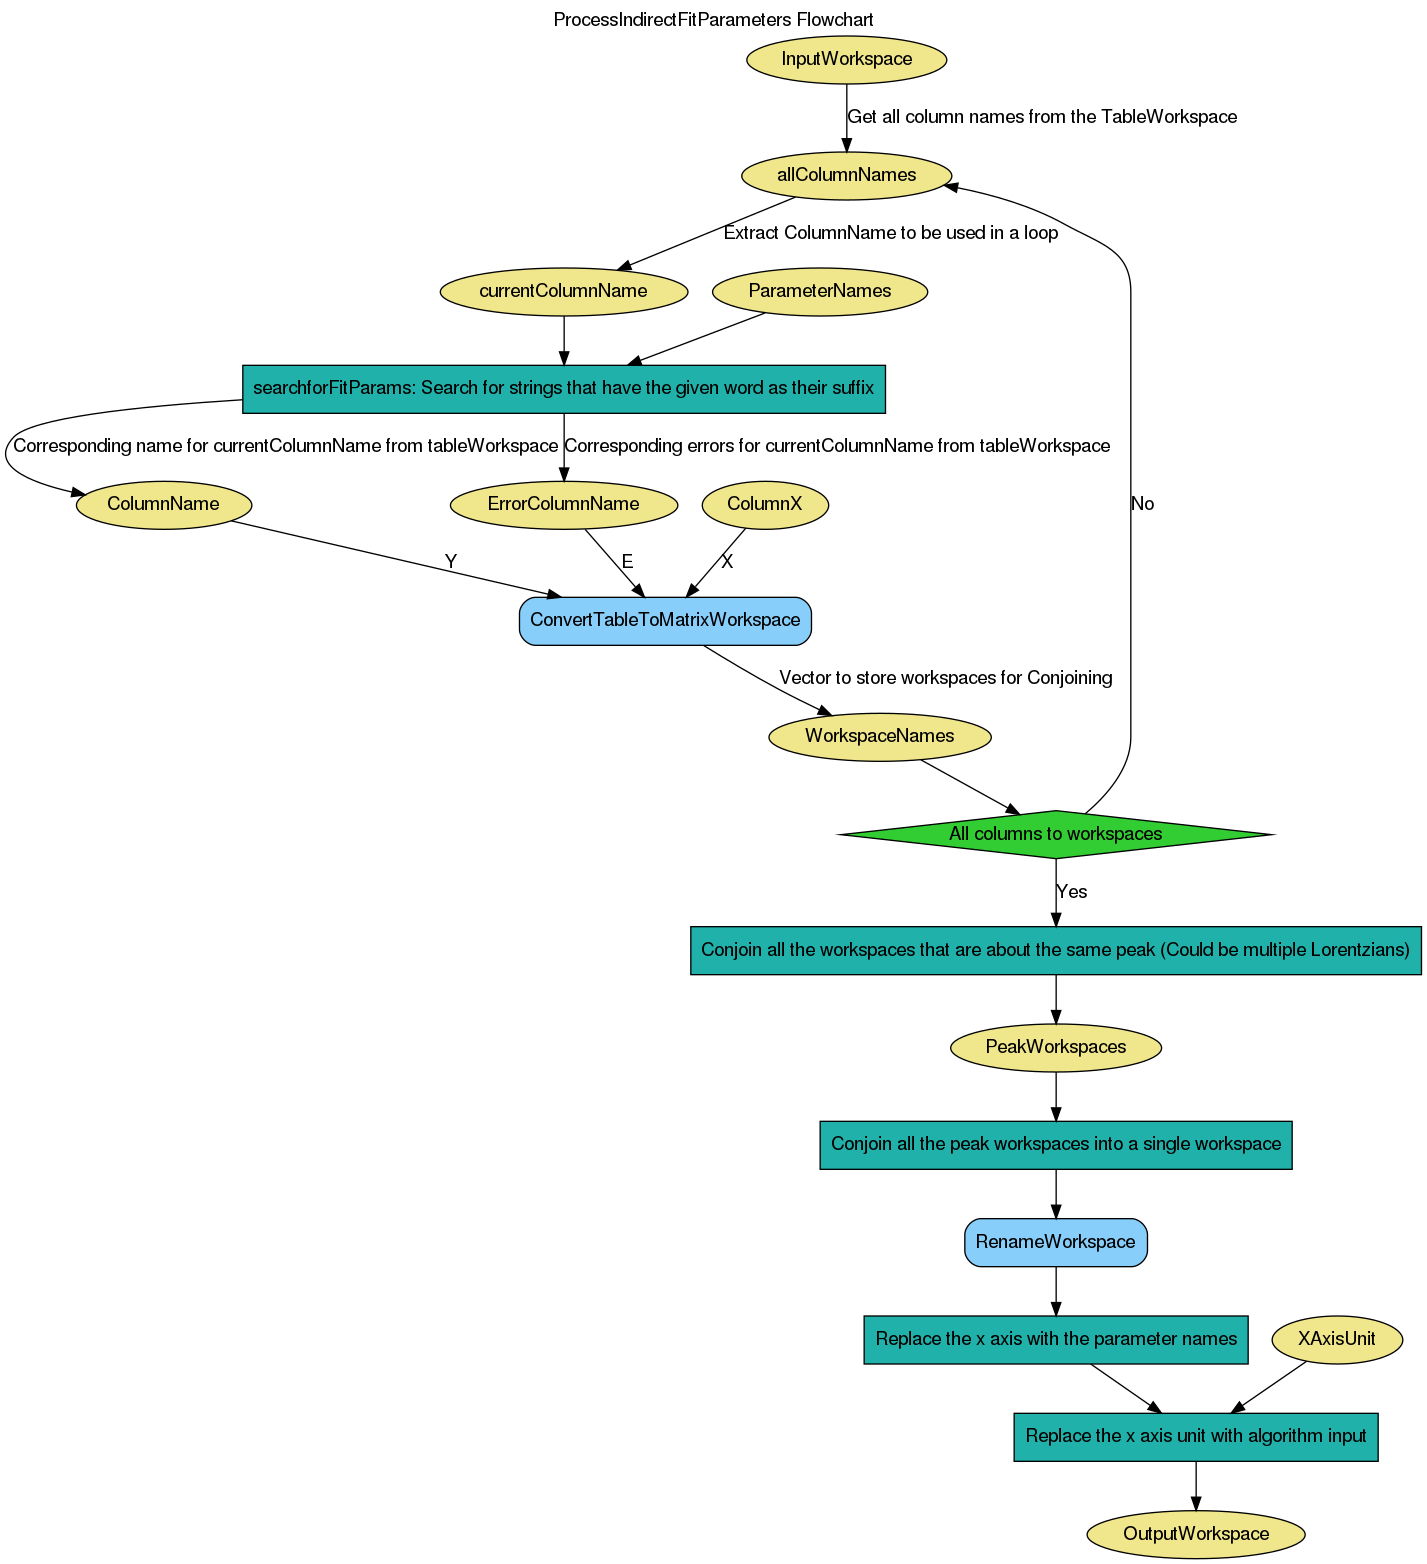 ProcessIndirectFitParameters Flowchart
InputWorkspace
Get all column names from the TableWorkspace
allColumnNames
Extract ColumnName to be used in a loop
currentColumnName
ParameterNames
searchforFitParams: Search for strings that have the given word as their suffix
Corresponding name for currentColumnName from tableWorkspace
Corresponding errors for currentColumnName from tableWorkspace
ColumnName
ErrorColumnName
ColumnX
No
Y
E
X
ConvertTableToMatrixWorkspace
Vector to store workspaces for Conjoining
WorkspaceNames
All columns to workspaces
Yes
Conjoin all the workspaces that are about the same peak (Could be multiple Lorentzians)
PeakWorkspaces
Conjoin all the peak workspaces into a single workspace
RenameWorkspace
Replace the x axis with the parameter names
XAxisUnit
Replace the x axis unit with algorithm input
OutputWorkspace